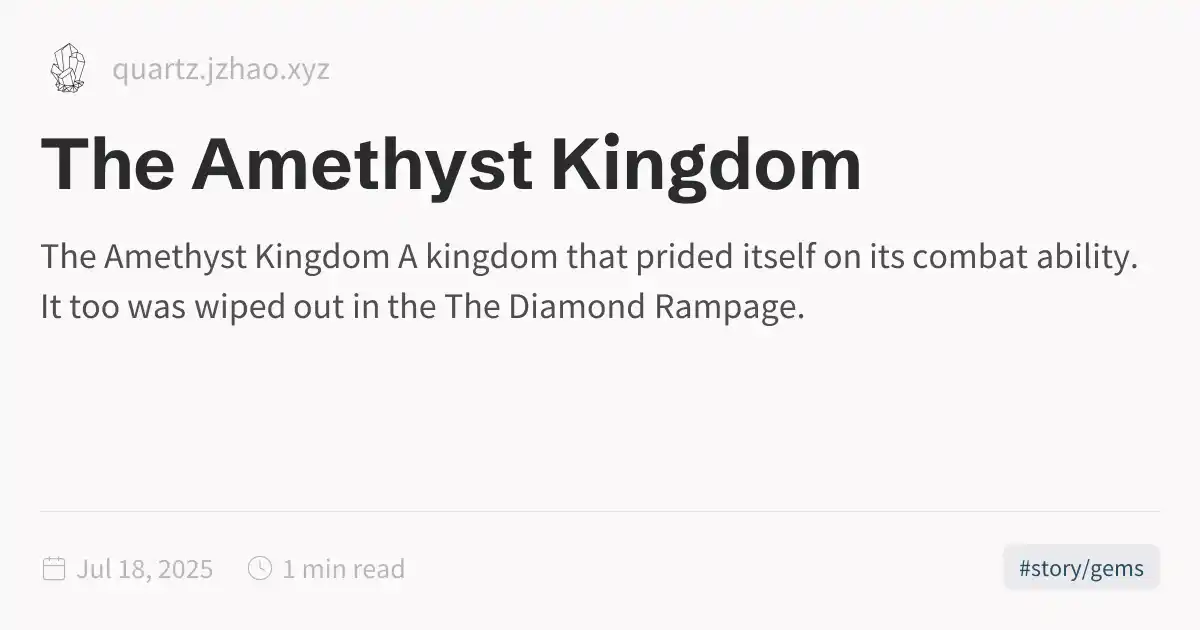 quartz.jzhao.xyz
The Amethyst Kingdom
The Amethyst Kingdom A kingdom that prided itself on its combat ability.
It too was wiped out in the The Diamond Rampage.
Jul 18, 2025
1 min read
#story/gems